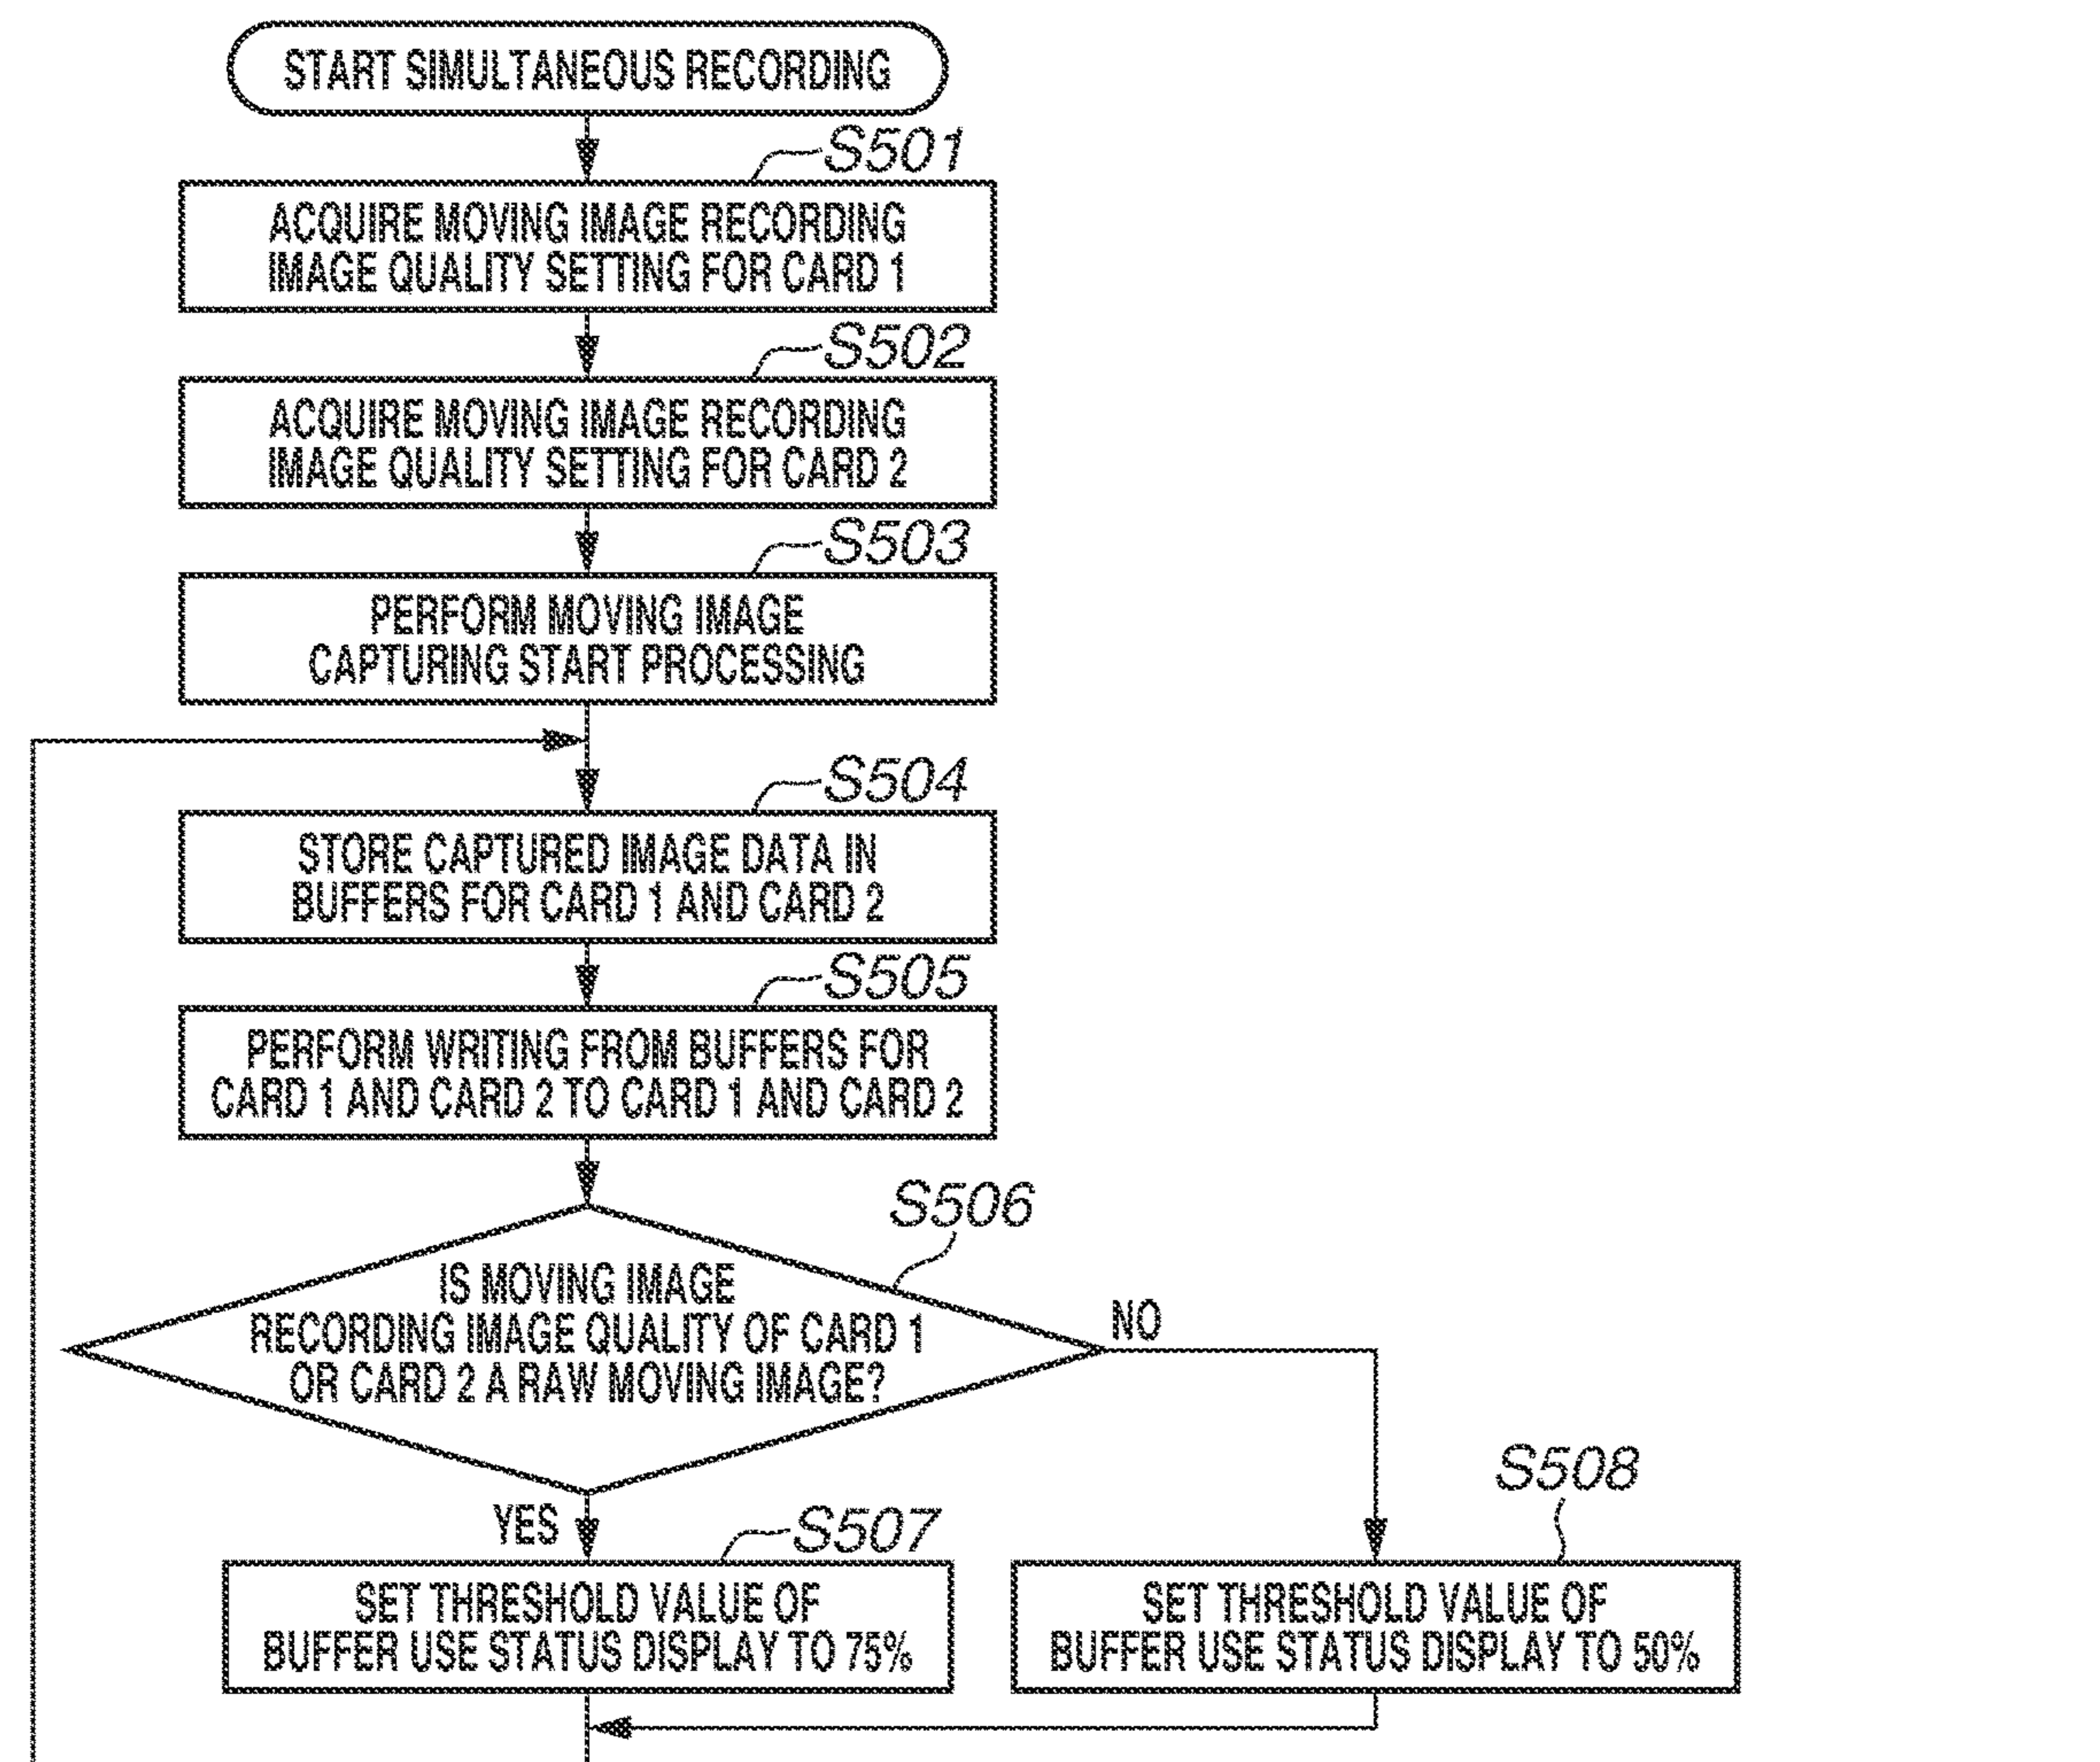 START SIMULTANEOUS RECORDING
S501
ACQUIRE MOVING IMAGE RECORDING
IMAGE QUALITY SETTING FOR CARD 1
S502
ACQUIRE MOVING IMAGE RECORDING
IMAGE QUALITY SETTING FOR CARD 2
S503
PERFORM MOVING IMAGE
CAPTURING START PROCESSING
S504
STORE CAPTURED IMAGE DATA IN
BUFFERS FOR CARD 1 AND CARD 2
S505
PERFORM WRITING FROM BUFFERS FOR
CARD 1 AND CARD 2 TO CARD 1 AND CARD 2
S506
IS MOVING IMAGE
RECORDING IMAGE QUALITY OF CARD 1
OR CARD 2 A RAW MOVING IMAGE?
NO
YES
S507
SET THRESHOLD VALUE OF
BUFFER USE STATUS DISPLAY TO 75%
S508
SET THRESHOLD VALUE OF
BUFFER USE STATUS DISPLAY TO 50%